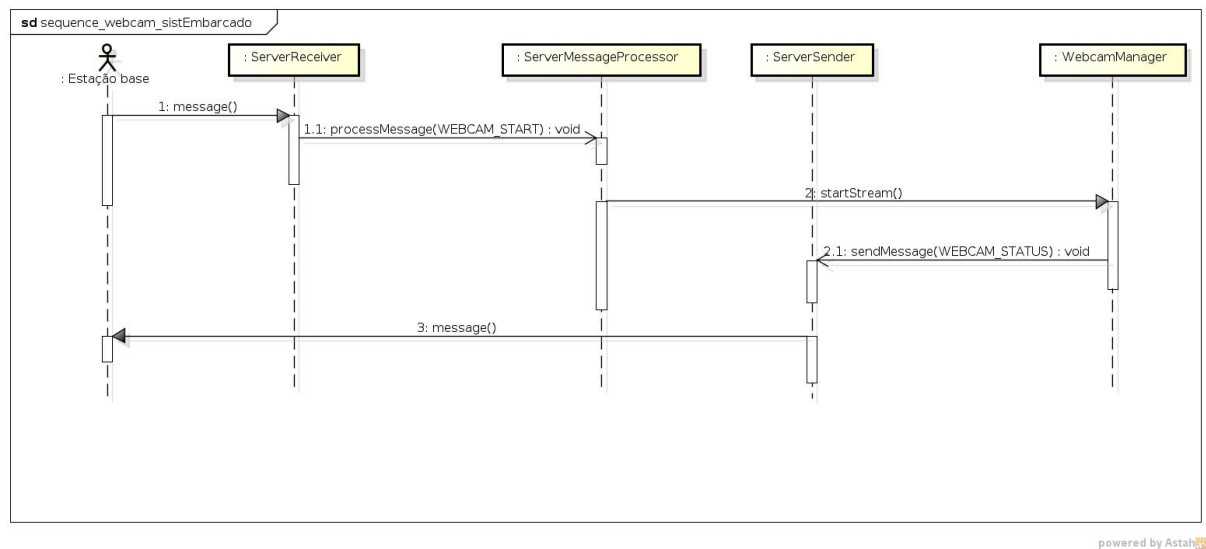 sd sequence_webcam_sistEmbarcado
: Estação base
: ServerReceiver
: ServerMessageProcessor
: ServerSender
: WebcamManager
1: message()
1.1: processMessage(WEBCAM_START) : void
2: startStream()
2.1: sendMessage(WEBCAM_STATUS) : void
3: message()
powered by Astah